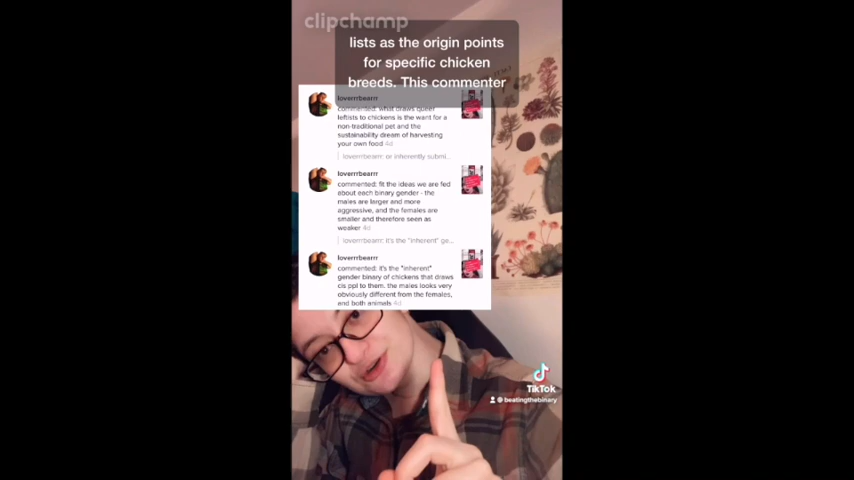 clipchamp
lists as the origin points
for specific chicken
breeds. This commenter
loverrrbearrr
commented: what draws queer
leftists to chickens is the want for a
non-traditional pet and the
sustainability dream of harvesting
your own food 4d
loverrrbearrr: or inherently submi...
loverrrbearrr
commented: fit the ideas we are fed
about each binary gender - the
males are larger and more
aggressive, and the females are
smaller and therefore seen as
weaker 4d
loverrrbearrr: it's the "inherent" ge...
loverrrbearrr
commented: it's the "inherent"
gender binary of chickens that draws
cis ppl to them. the males looks very
obviously different from the females,
and both animals 4d
TikTok
beatingthebinary